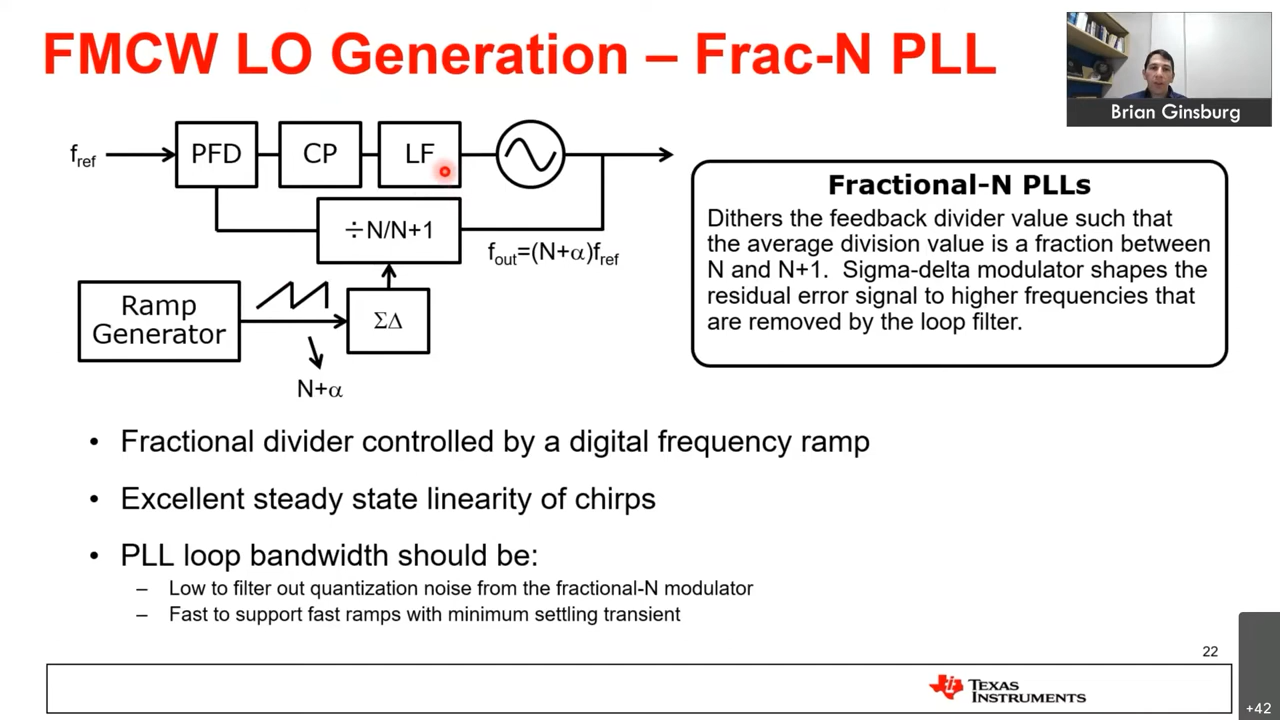 FMCW LO Generation – Frac-N PLL
Brian Ginsburg
fref
PFD
CP
LF
÷N/N+1
fout=(N+α)fref
Ramp
Generator
ΣΔ
N+α
Fractional-N PLLs
Dithers the feedback divider value such that
the average division value is a fraction between
N and N+1. Sigma-delta modulator shapes the
residual error signal to higher frequencies that
are removed by the loop filter.
• Fractional divider controlled by a digital frequency ramp
• Excellent steady state linearity of chirps
• PLL loop bandwidth should be:
– Low to filter out quantization noise from the fractional-N modulator
– Fast to support fast ramps with minimum settling transient
22
TEXAS
INSTRUMENTS
+42